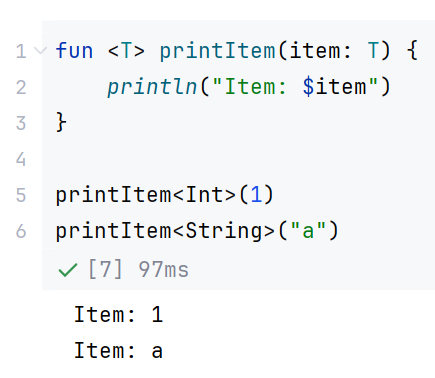 1 fun <T> printItem(item: T) {
2     println("Item: $item")
3 }
4
5 printItem<Int>(1)
6 printItem<String>("a")
[7] 97ms
Item: 1
Item: a